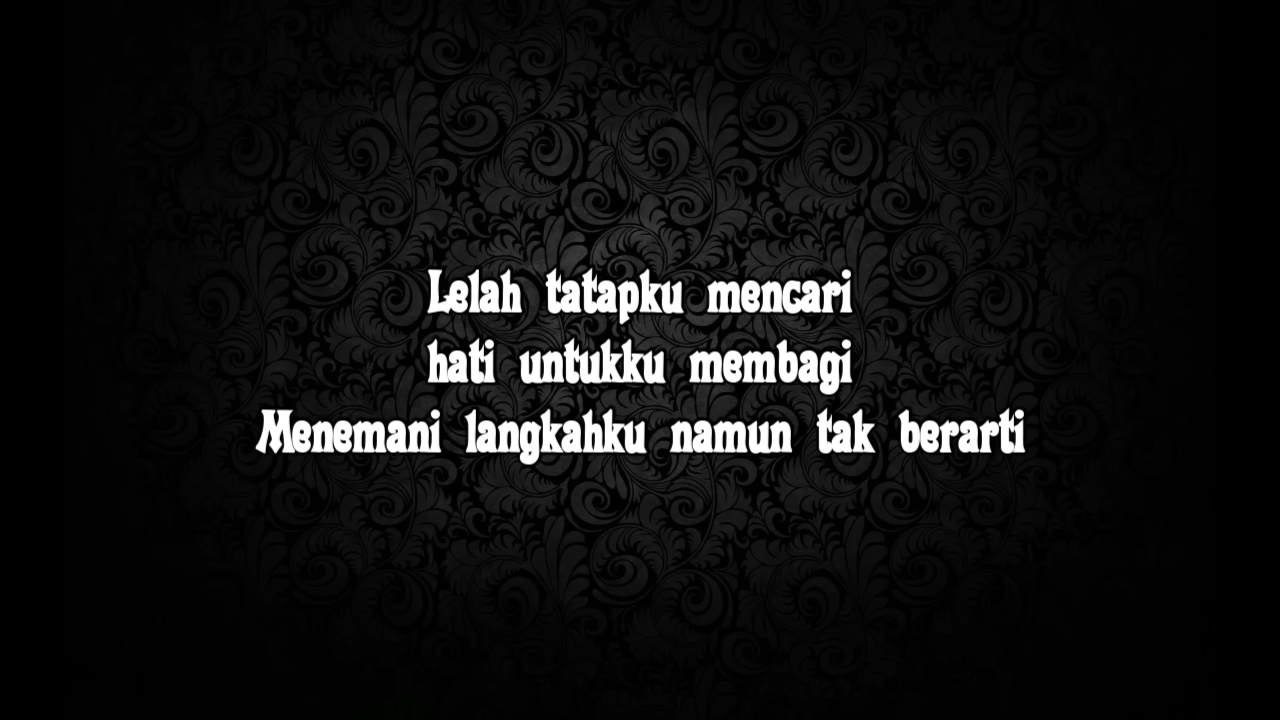 Lelah tatapku mencari
hati untukku membagi
Menemani langkahku namun tak berarti